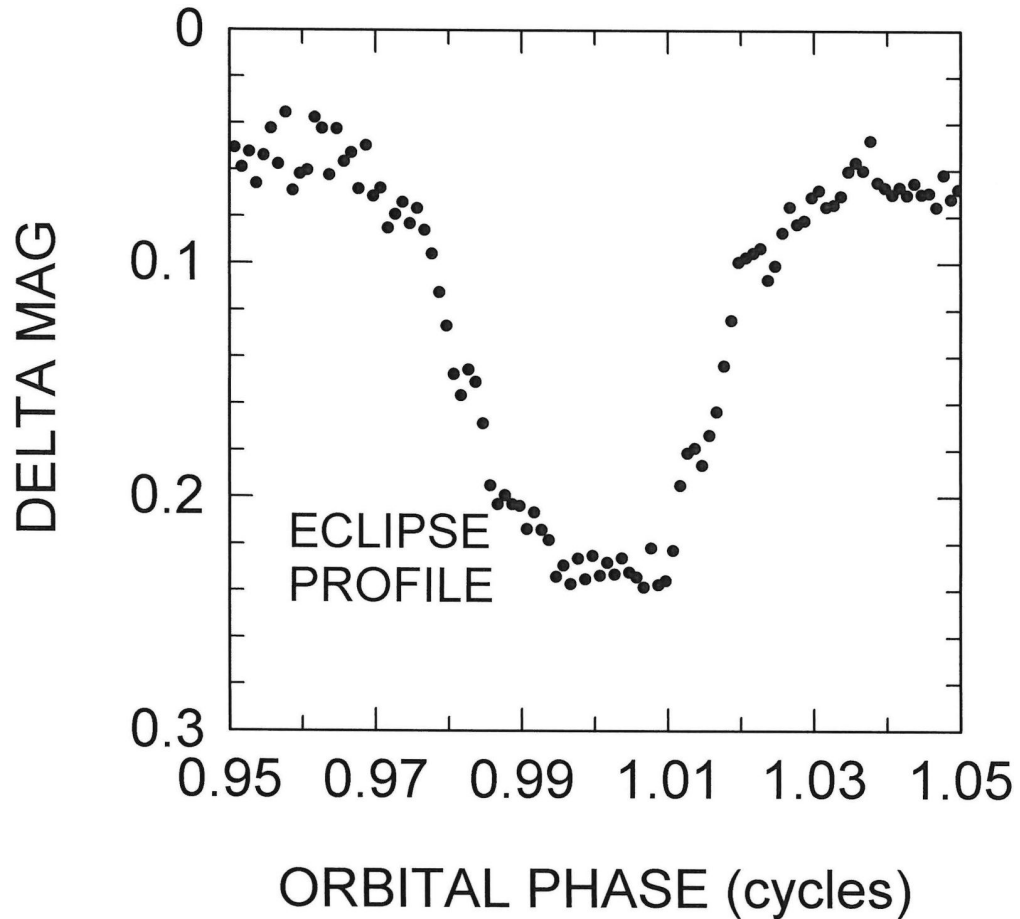 0
0.1
0.2
0.3
DELTA MAG
ECLIPSE
PROFILE
0.95 0.97 0.99 1.01 1.03 1.05
ORBITAL PHASE (cycles)